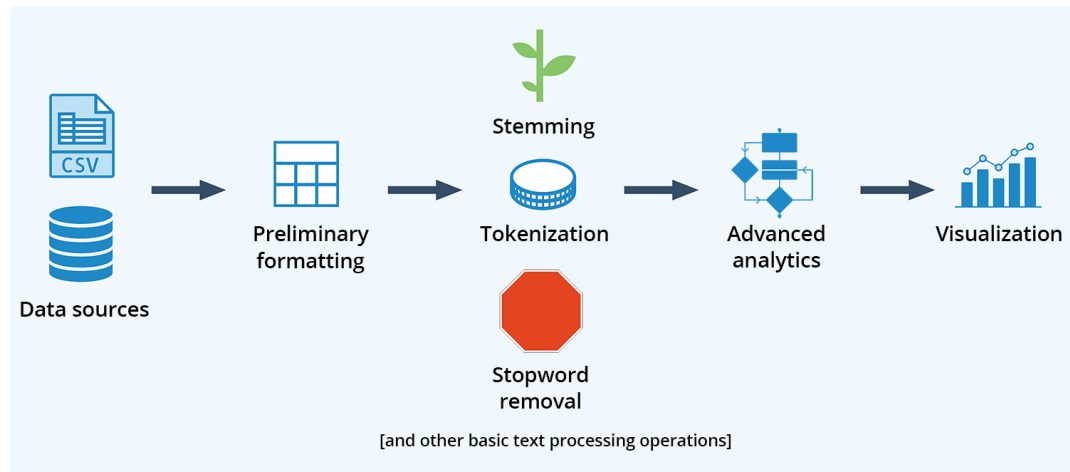 CSV
Data sources
Preliminary
formatting
Stemming
Tokenization
Stopword
removal
[and other basic text processing operations]
Advanced
analytics
Visualization